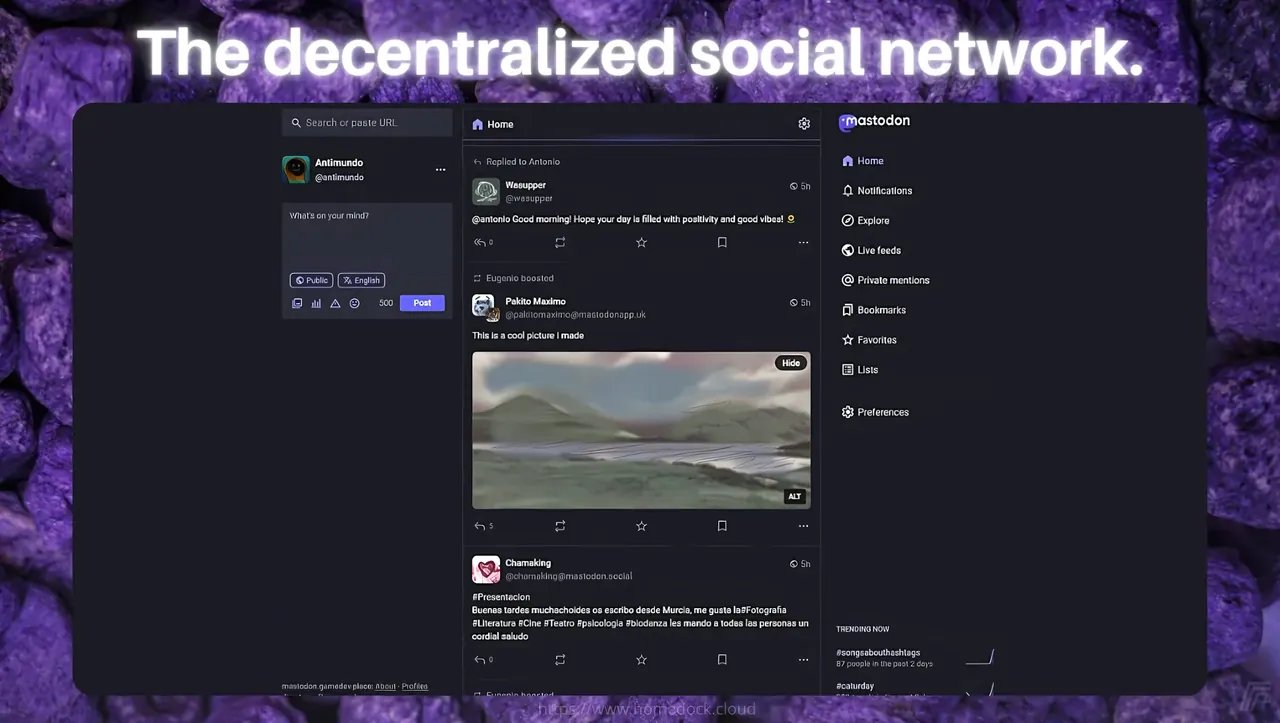 The decentralized social network.
Search or paste URL
Antimundo
@antimundo
What's on your mind?
Public
English
500
Post
mastodon.gamedev.place: About · Profiles
Home
Replied to Antonio
Wasupper
5h
@wasupper
@antonio Good morning! Hope your day is filled with positivity and good vibes!
0
Eugenio boosted
Pakito Maximo
5h
@pakitomaximo@mastodonapp.uk
This is a cool picture i made
Hide
ALT
5
Chamaking
5h
@chamaking@mastodon.social
#Presentacion
Buenas tardes muchachoides os escribo desde Murcia, me gusta la#Fotografia
#Literatura #Cine #Teatro #psicologia #biodanza les mando a todas las personas un
cordial saludo
0
Eugenio boosted
mastodon
Home
Notifications
Explore
Live feeds
Private mentions
Bookmarks
Favorites
Lists
Preferences
TRENDING NOW
#songsabouthashtags
87 people in the past 2 days
#caturday
https://www.homedock.cloud